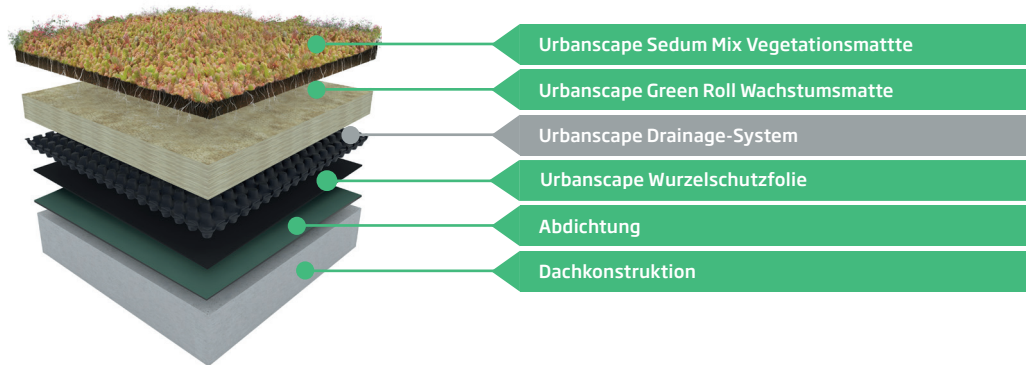 Urbanscape Sedum Mix Vegetationsmattte
Urbanscape Green Roll Wachstumsmatte
Urbanscape Drainage-System
Urbanscape Wurzelschutzfolie
Abdichtung
Dachkonstruktion